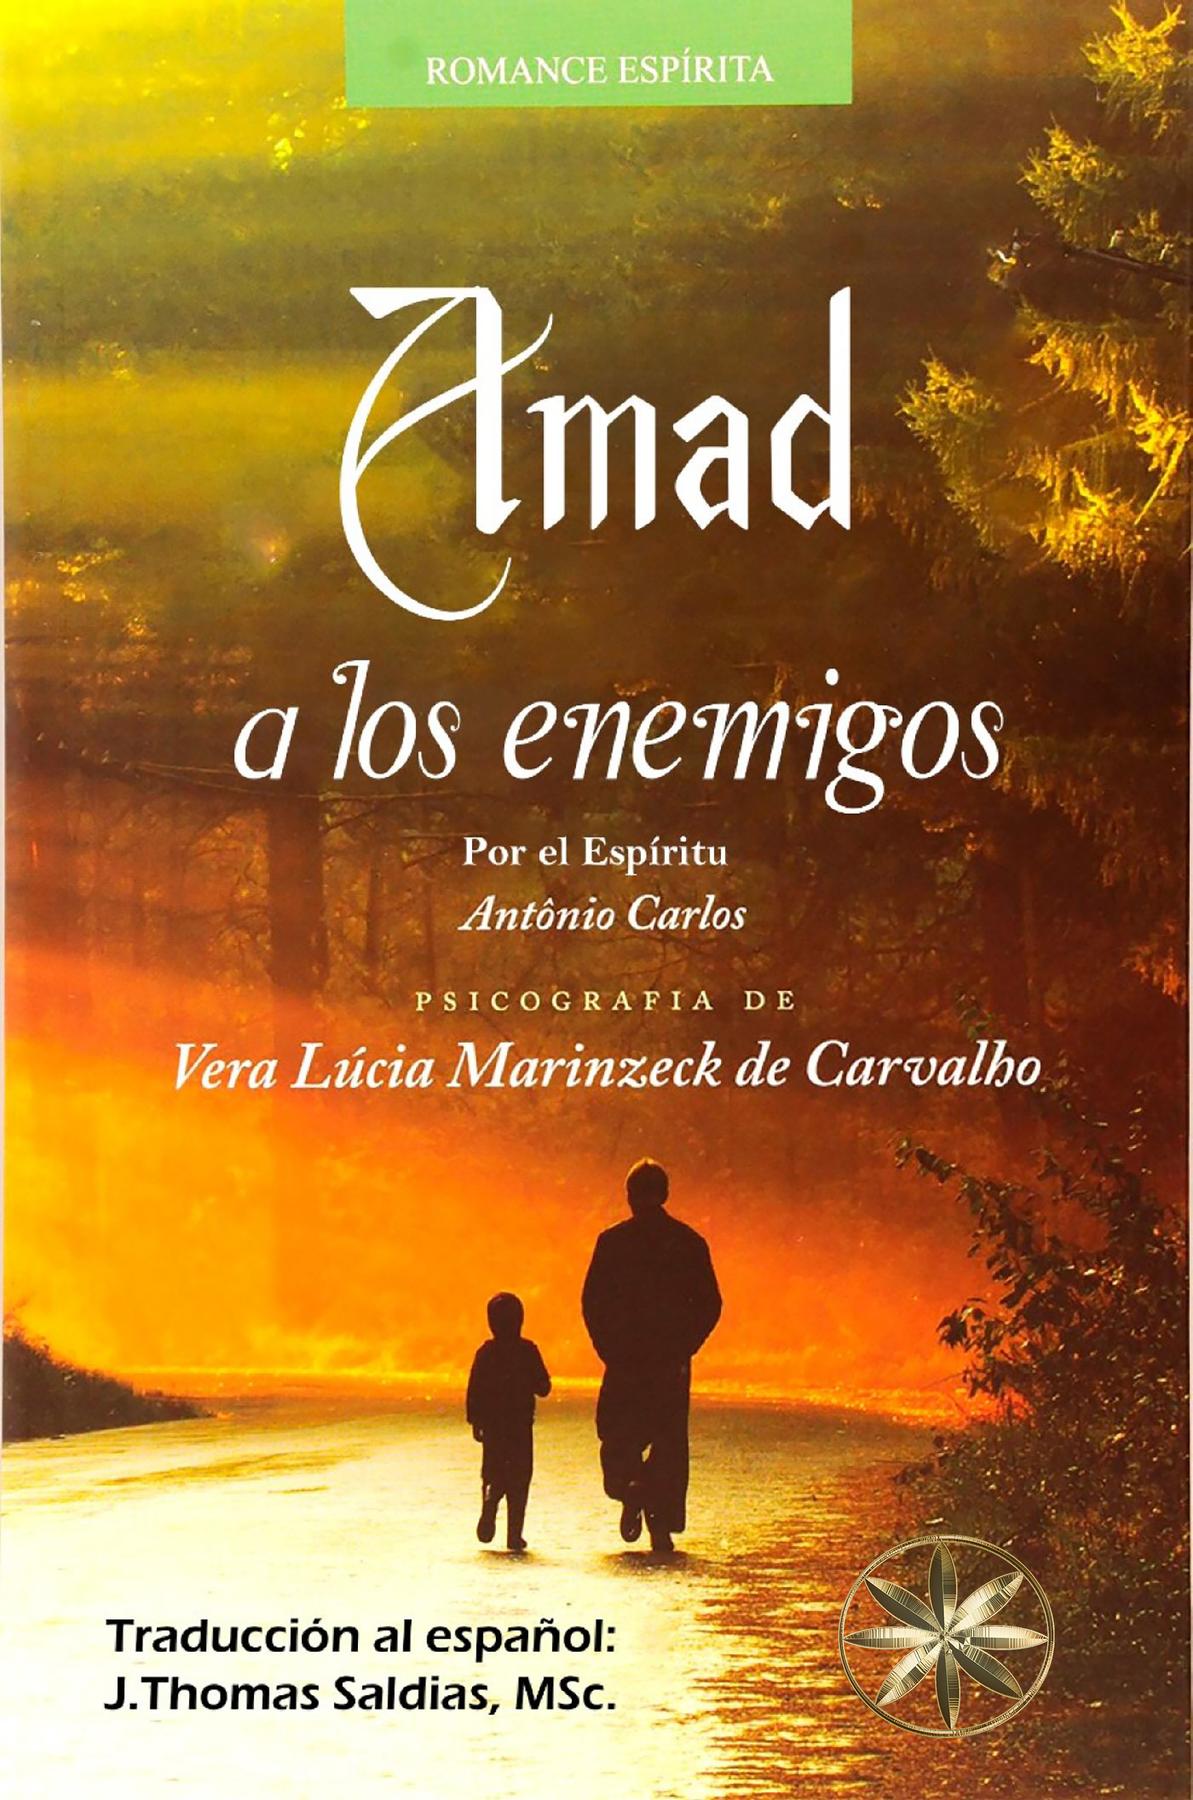 ROMANCE ESPÍRITA
Amad
a los enemigos
Por el Espíritu
Antônio Carlos
PSICOGRAFIA DE
Vera Lúcia Marinzeck de Carvalho
Traducción al español:
J.Thomas Saldias, MSc.